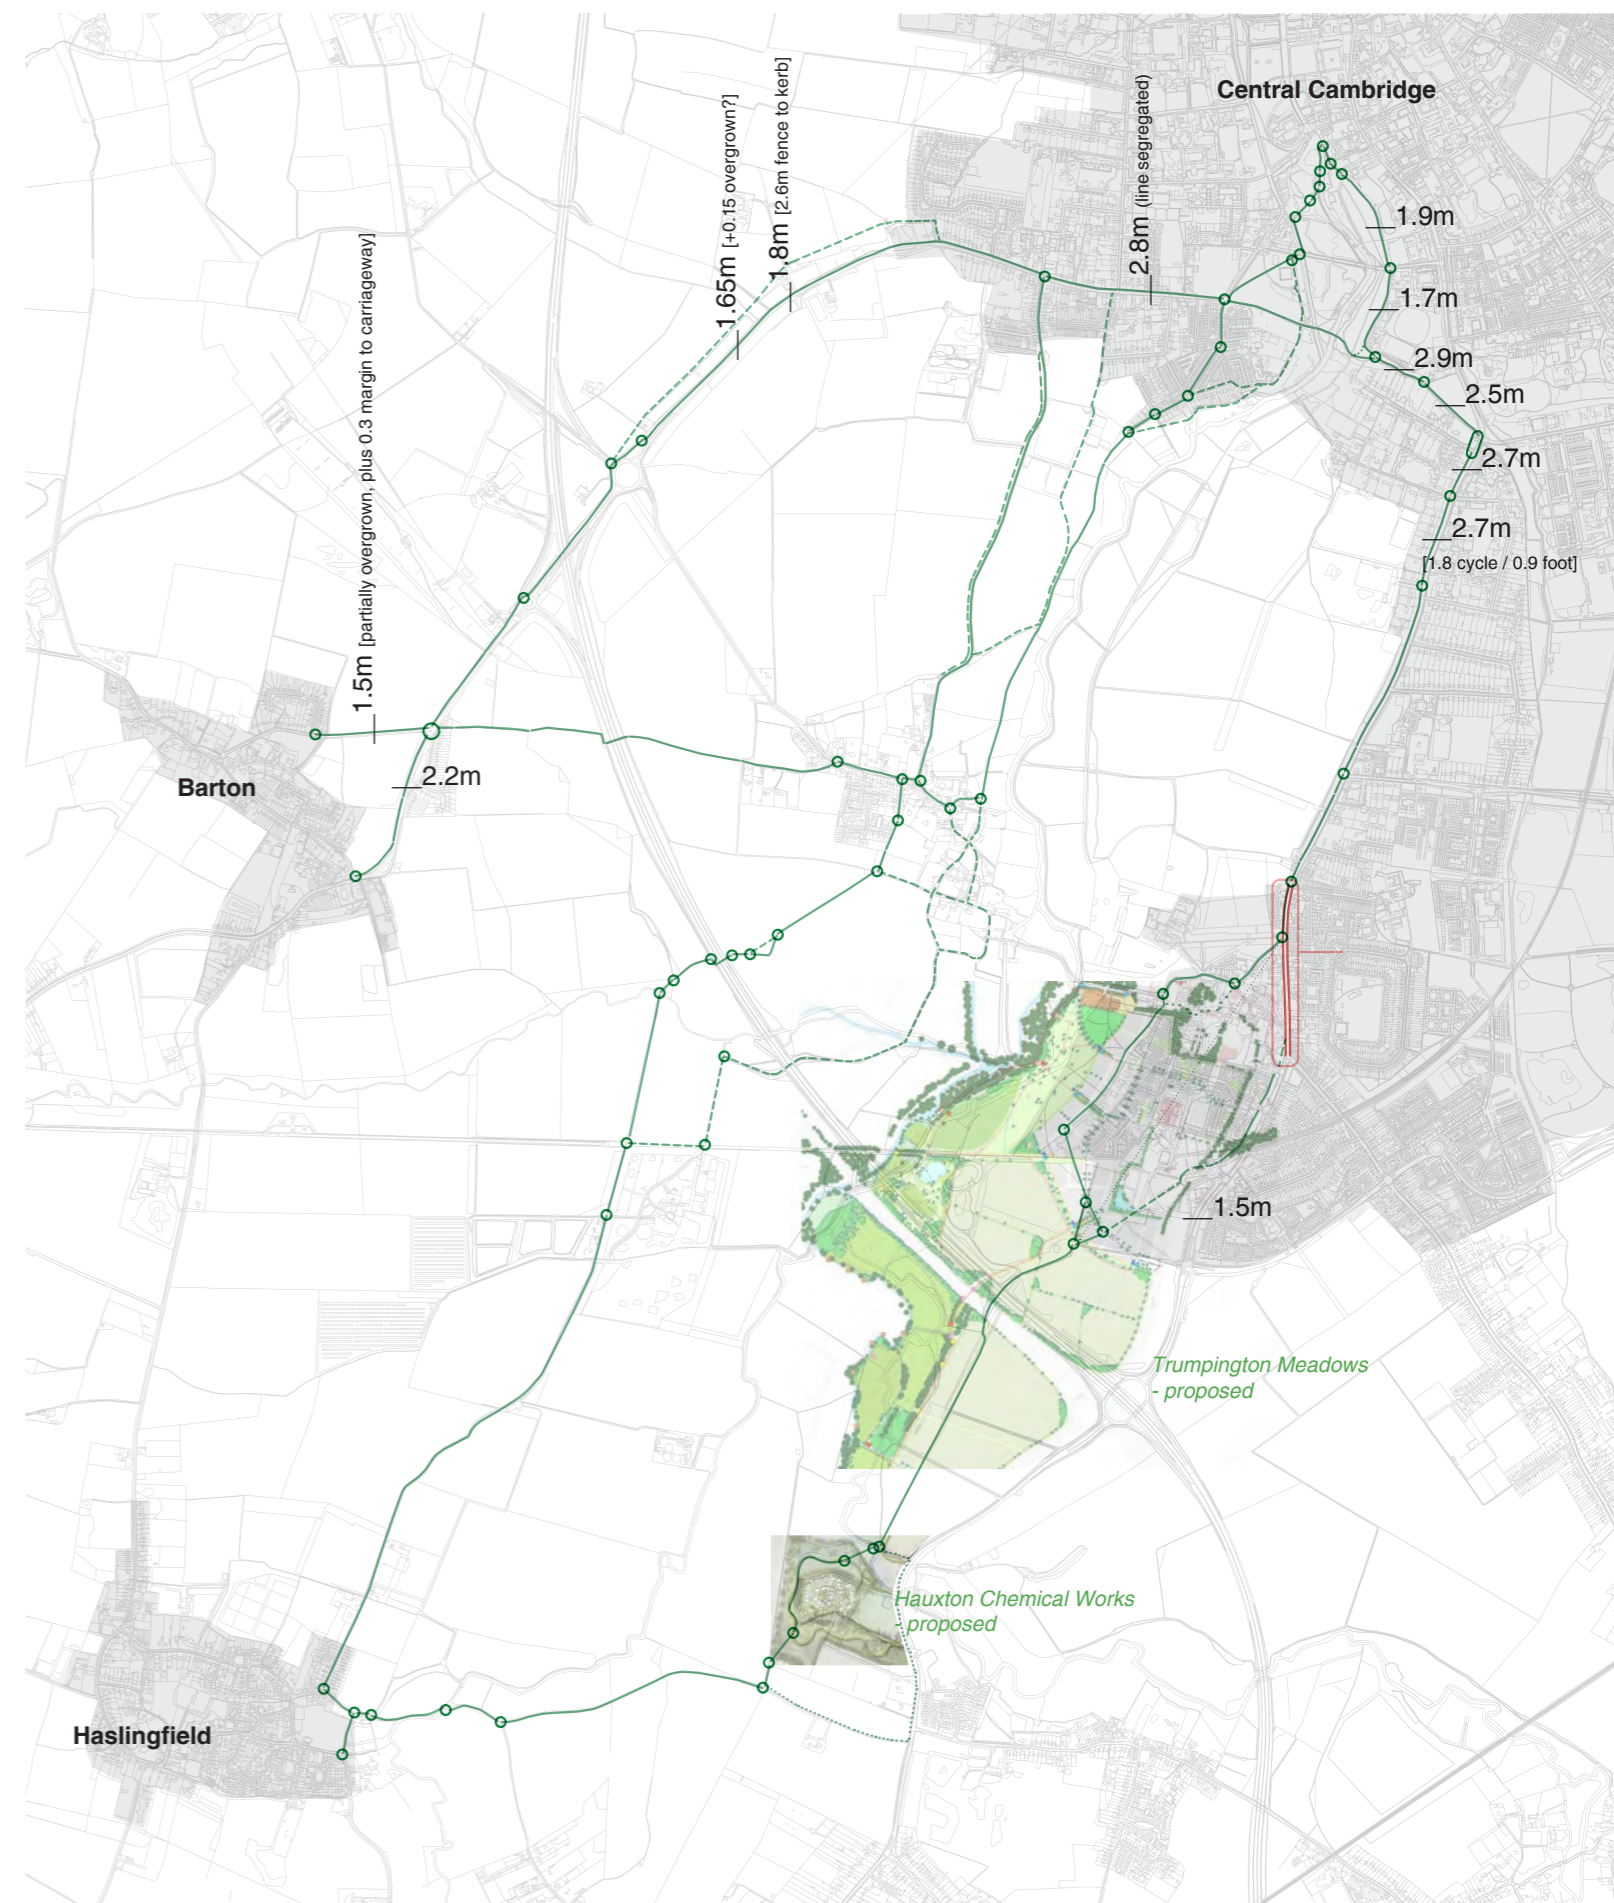 Central Cambridge
1.5m [partially overgrown, plus 0.3 margin to carriageway]
1.65m [+0.15 overgrown?]
1.8m [2.6m fence to kerb]
2.8m (line segregated)
1.9m
1.7m
2.9m
2.5m
2.7m
2.7m
[1.8 cycle / 0.9 foot]
Barton
2.2m
1.5m
Trumpington Meadows
- proposed
Hauxton Chemical Works
- proposed
Haslingfield